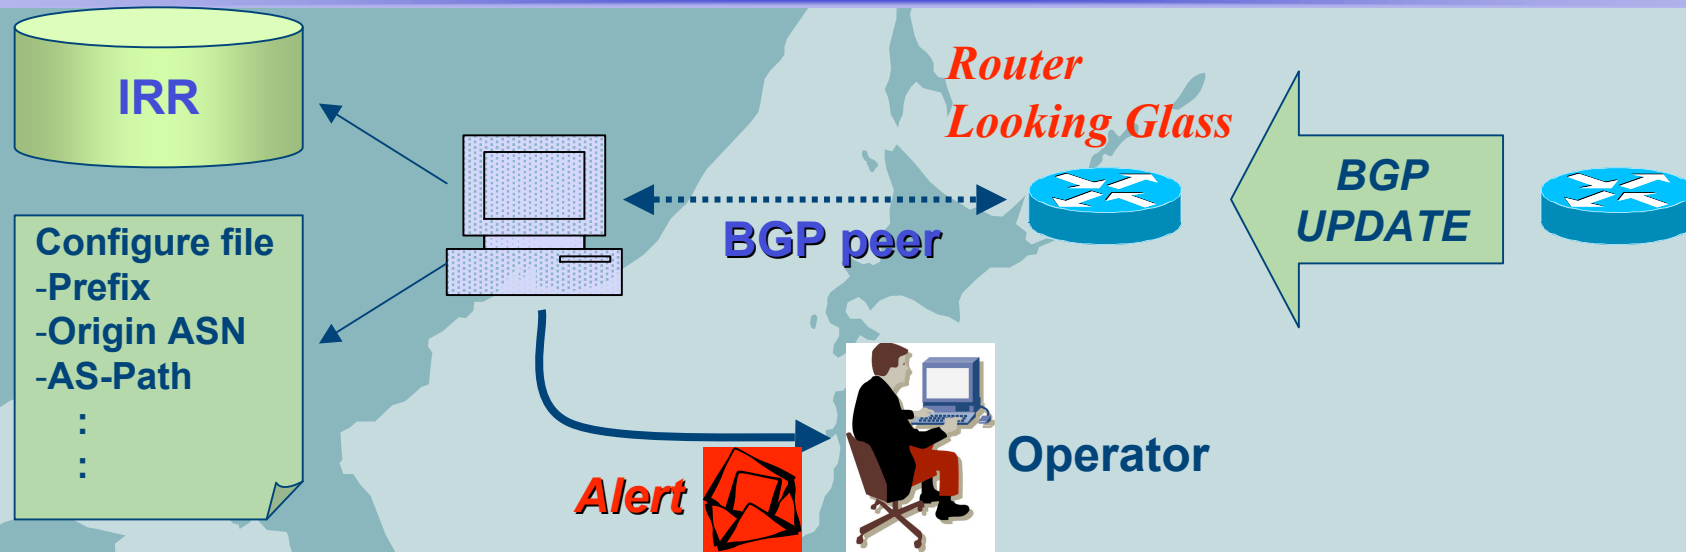 IRR
Configure file
-Prefix
-Origin ASN
-AS-Path
:
:
Router
Looking Glass
BGP peer
BGP
UPDATE
Alert
Operator